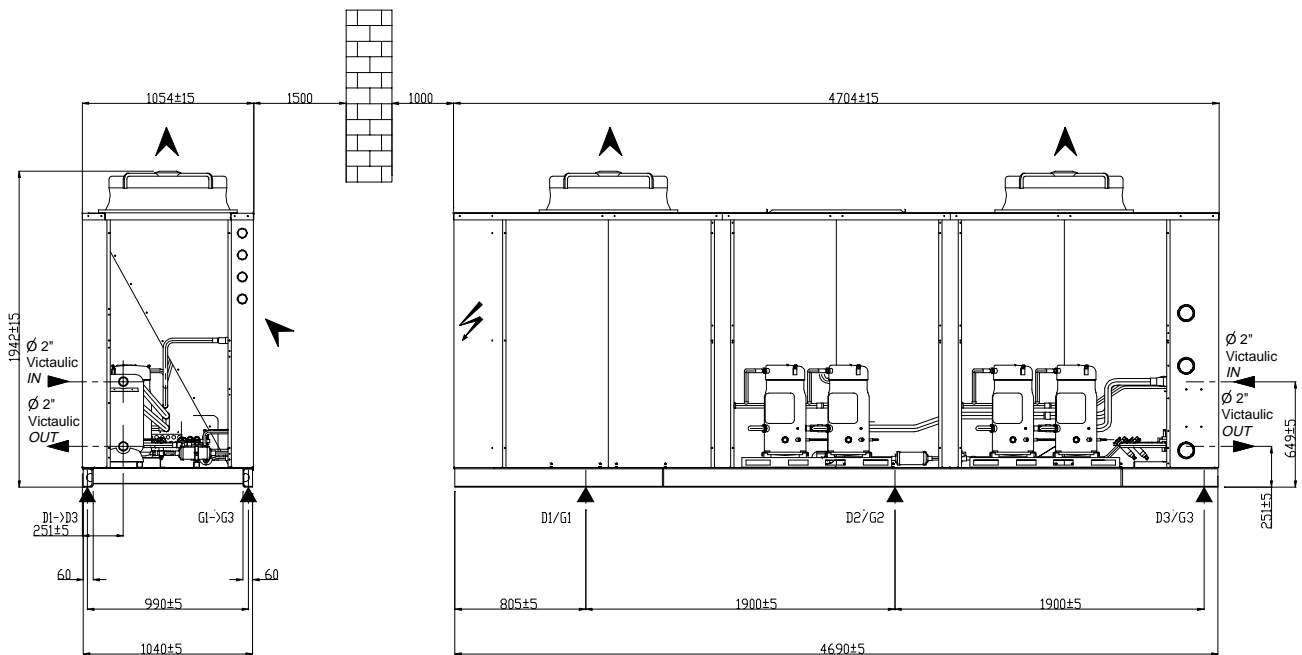 1054±15
1500
1000
4704±15
1942±15
Ø 2"
Victaulic
IN
Ø 2"
Victaulic
OUT
Ø 2"
Victaulic
IN
Ø 2"
Victaulic
OUT
649±5
251±5
D1->D3
G1->G3
251±5
D1/G1
D2/G2
D3/G3
60
60
990±5
805±5
1900±5
1900±5
1040±5
4690±5